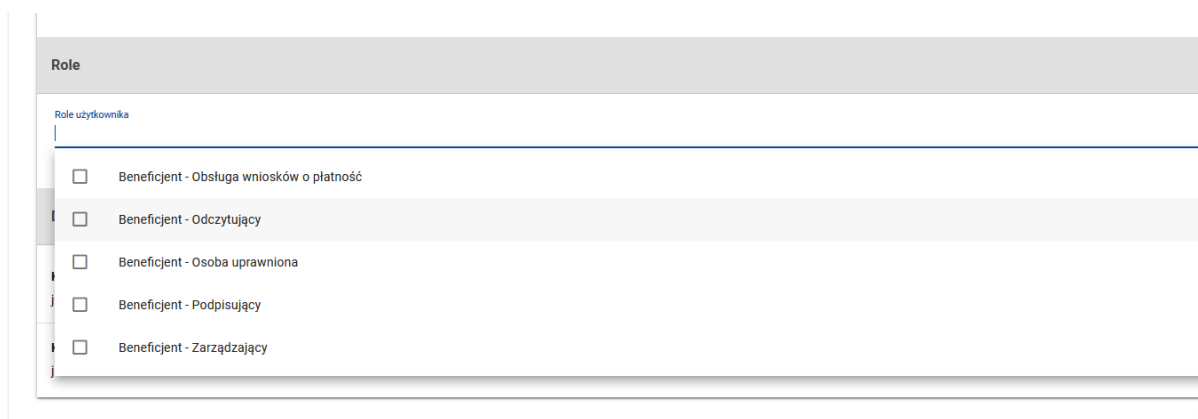 Role
Role użytkownika
Beneficjent - Obsługa wniosków o płatność
Beneficjent - Odczytujący
Beneficjent - Osoba uprawniona
Beneficjent - Podpisujący
Beneficjent - Zarządzający